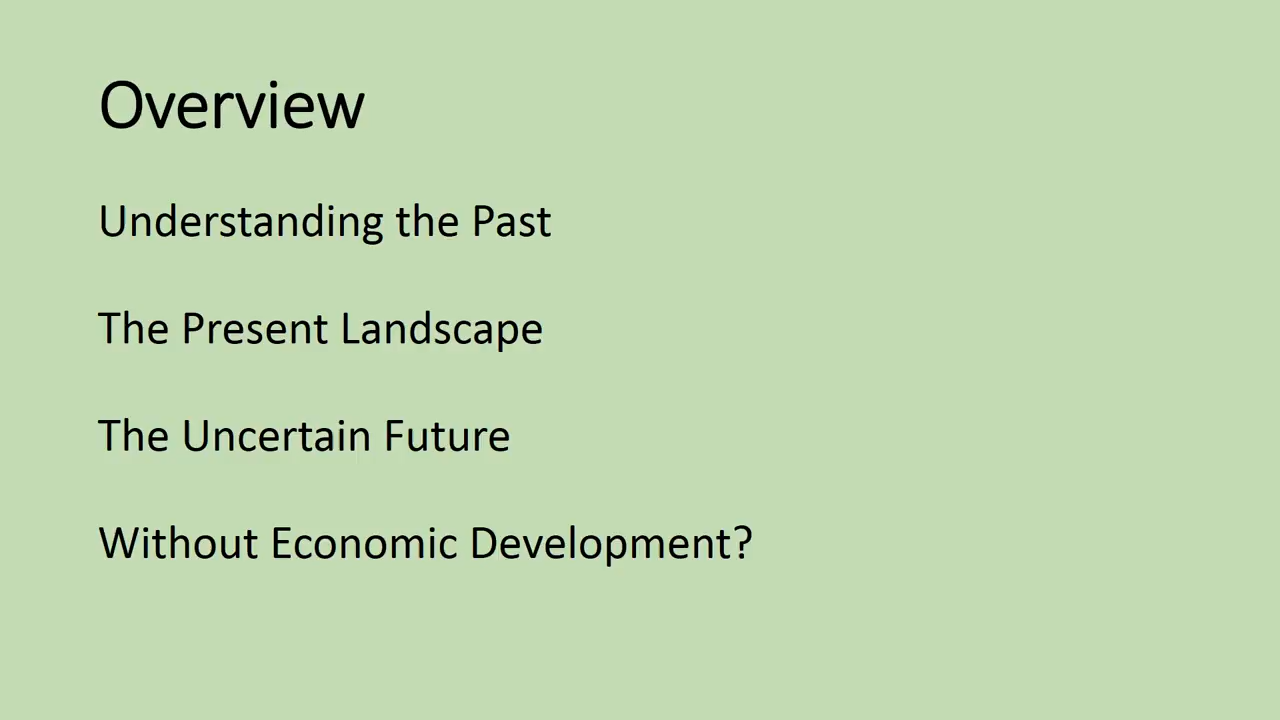 Overview
Understanding the Past
The Present Landscape
The Uncertain Future
Without Economic Development?